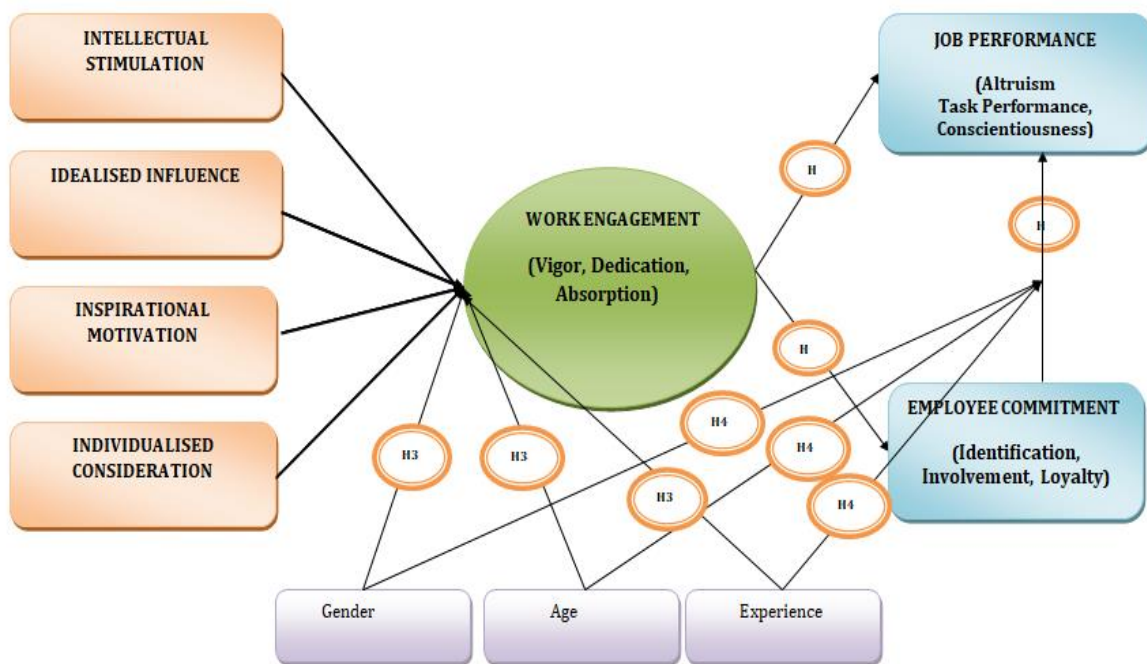 INTELLECTUAL
STIMULATION
IDEALISED INFLUENCE
INSPIRATIONAL
MOTIVATION
INDIVIDUALISED
CONSIDERATION
WORK ENGAGEMENT
(Vigor, Dedication,
Absorption)
JOB PERFORMANCE
(Altruism
Task Performance,
Conscientiousness)
H
H
H
EMPLOYEE COMMITMENT
(Identification,
Involvement, Loyalty)
H3
H3
H3
H4
H4
H4
Gender
Age
Experience